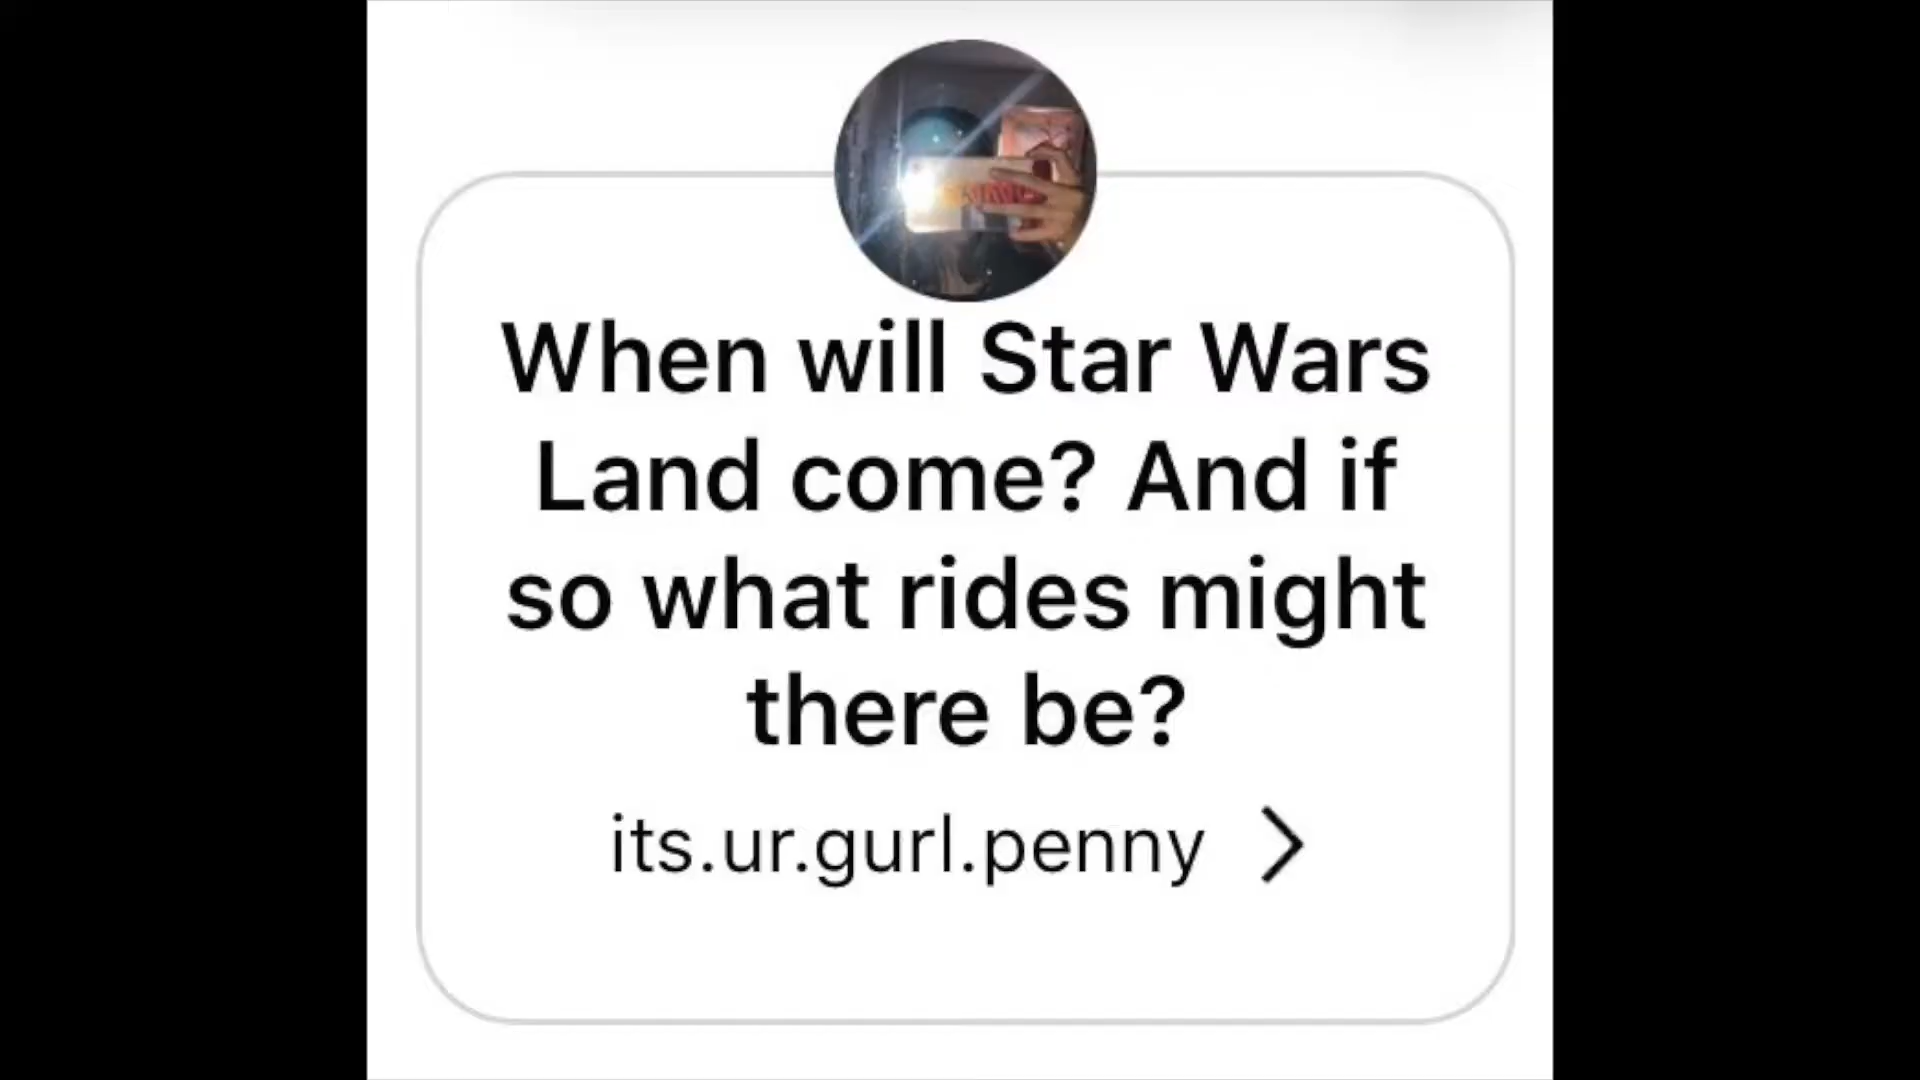 When will Star Wars
Land come? And if
so what rides might
there be?
its.ur.gurl.penny